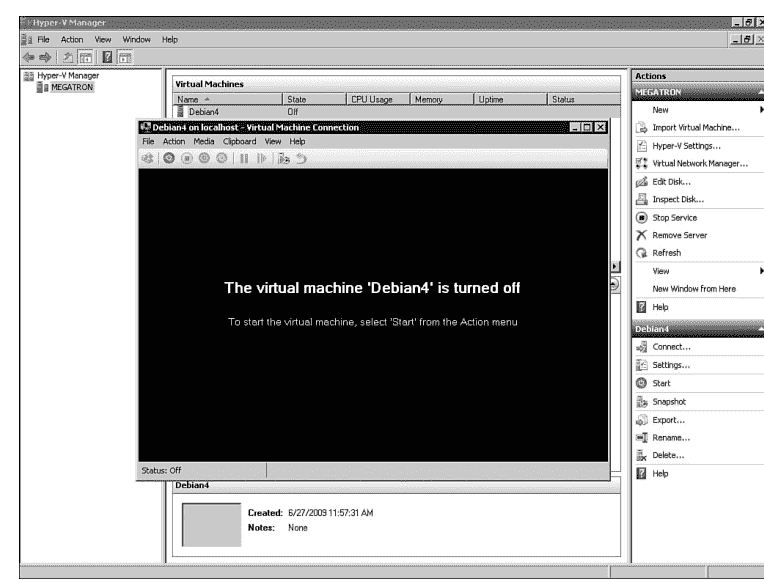 Hyper-V Manager
File Action View Window Help
Hyper-V Manager
MEGATRON
Virtual Machines
Name State CPU Usage Memory Uptime Status
Debian4 Off
Debian4 on localhost - Virtual Machine Connection
File Action Media Clipboard View Help
The virtual machine 'Debian4' is turned off
To start the virtual machine, select 'Start' from the Action menu
Status: Off
Debian4
Created: 6/27/2009 11:57:31 AM
Notes: None
Actions
MEGATRON
New
Import Virtual Machine...
Hyper-V Settings...
Virtual Network Manager...
Edit Disk...
Inspect Disk...
Stop Service
Remove Server
Refresh
View
New Window from Here
Help
Debian4
Connect...
Settings...
Start
Snapshot
Export...
Rename...
Delete...
Help